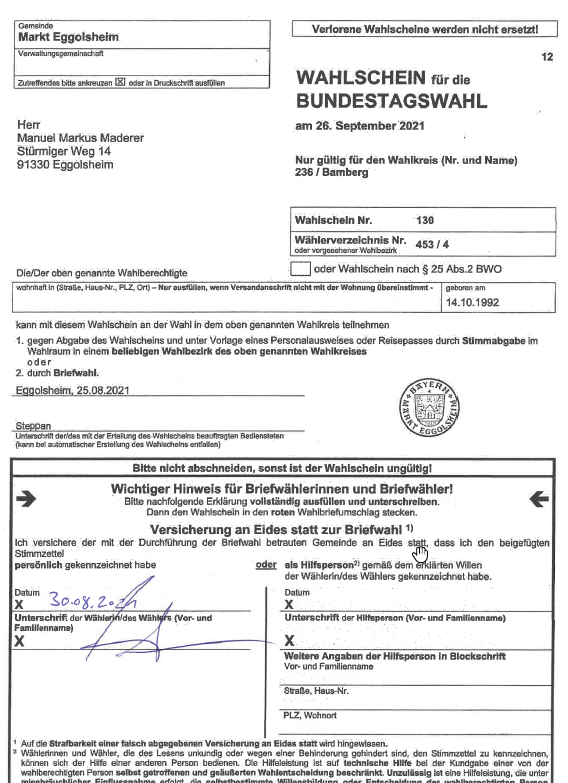 Gemeinde
Markt Eggolsheim
Verwaltungsgemeinschaft
Zutreffendes bitte ankreuzen X oder in Druckschrift ausfüllen
Verlorene Wahlscheine werden nicht ersetzt!
12
WAHLSCHEIN für die
BUNDESTAGSWAHL
am 26. September 2021
Herr
Manuel Markus Maderer
Stürmiger Weg 14
91330 Eggolsheim
Nur gültig für den Wahlkreis (Nr. und Name)
236 / Bamberg
Wahlschein Nr. 130
Wählerverzeichnis Nr. 453 / 4
oder vorgesehener Wahlbezirk
oder Wahlschein nach § 25 Abs.2 BWO
Die/Der oben genannte Wahlberechtigte
wohnhaft in (Straße, Haus-Nr., PLZ, Ort) – Nur ausfüllen, wenn Versandanschrift nicht mit der Wohnung übereinstimmt -
geboren am
14.10.1992
kann mit diesem Wahlschein an der Wahl in dem oben genannten Wahlkreis teilnehmen
1. gegen Abgabe des Wahlscheins und unter Vorlage eines Personalausweises oder Reisepasses durch Stimmabgabe im
Wahlraum in einem beliebigen Wahlbezirk des oben genannten Wahlkreises
oder
2. durch Briefwahl.
Eggolsheim, 25.08.2021
BAYERN
MARKT EGGOLSHEIM
Steppan
Unterschrift der/des mit der Erteilung des Wahlscheins beauftragten Bediensteten
(kann bei automatischer Erstellung des Wahlscheins entfallen)
Bitte nicht abschneiden, sonst ist der Wahlschein ungültig!
Wichtiger Hinweis für Briefwählerinnen und Briefwähler!
Bitte nachfolgende Erklärung vollständig ausfüllen und unterschreiben.
Dann den Wahlschein in den roten Wahlbriefumschlag stecken.
Versicherung an Eides statt zur Briefwahl 1)
Ich versichere der mit der Durchführung der Briefwahl betrauten Gemeinde an Eides statt, dass ich den beigefügten
Stimmzettel
persönlich gekennzeichnet habe
oder als Hilfsperson2) gemäß dem erklärten Willen
der Wählerin/des Wählers gekennzeichnet habe.
Datum
X 30.08.2021
Unterschrift der Wählerin/des Wählers (Vor- und
Familienname)
X
Datum
X
Unterschrift der Hilfsperson (Vor- und Familienname)
X
Weitere Angaben der Hilfsperson in Blockschrift
Vor- und Familienname
Straße, Haus-Nr.
PLZ, Wohnort
1 Auf die Strafbarkeit einer falsch abgegebenen Versicherung an Eides statt wird hingewiesen.
2 Wählerinnen und Wähler, die des Lesens unkundig oder wegen einer Behinderung gehindert sind, den Stimmzettel zu kennzeichnen,
können sich der Hilfe einer anderen Person bedienen. Die Hilfeleistung ist auf technische Hilfe bei der Kundgabe einer von der
wahlberechtigten Person selbst getroffenen und geäußerten Wahlentscheidung beschränkt. Unzulässig ist eine Hilfeleistung, die unter
missbräuchlicher Einflussnahme erfolgt, die selbstbestimmte Willensbildung oder Entscheidung der wahlberechtigten Person